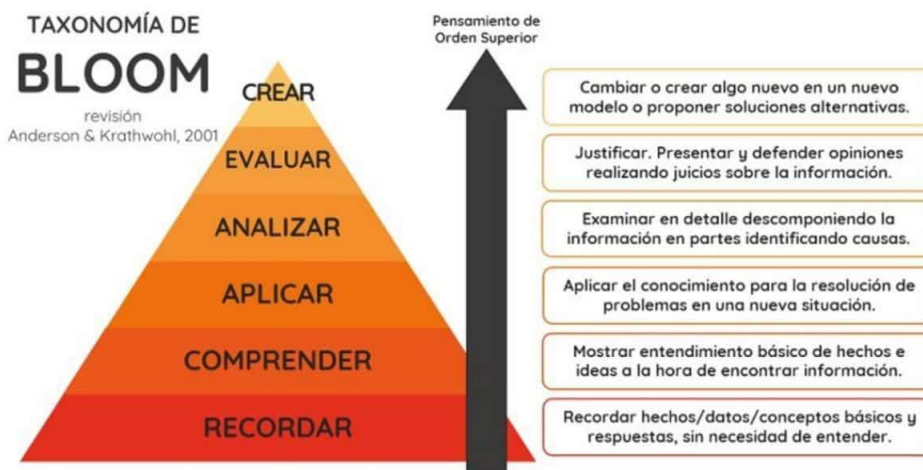 TAXONOMÍA DE
BLOOM
revisión
Anderson & Krathwohl, 2001
Pensamiento de
Orden Superior
CREAR
Cambiar o crear algo nuevo en un nuevo
modelo o proponer soluciones alternativas.
EVALUAR
Justificar. Presentar y defender opiniones
realizando juicios sobre la información.
ANALIZAR
Examinar en detalle descomponiendo la
información en partes identificando causas.
APLICAR
Aplicar el conocimiento para la resolución de
problemas en una nueva situación.
COMPRENDER
Mostrar entendimiento básico de hechos e
ideas a la hora de encontrar información.
RECORDAR
Recordar hechos/datos/conceptos básicos y
respuestas, sin necesidad de entender.